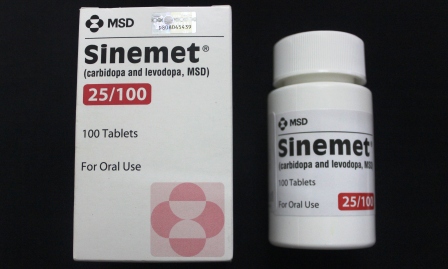 MSD
Sinemet®
(carbidopa and levodopa, MSD)
25/100
100 Tablets
For Oral Use
MSD
Sinemet®
(carbidopa and levodopa, MSD
100 Tablets
For Oral Use
25/100